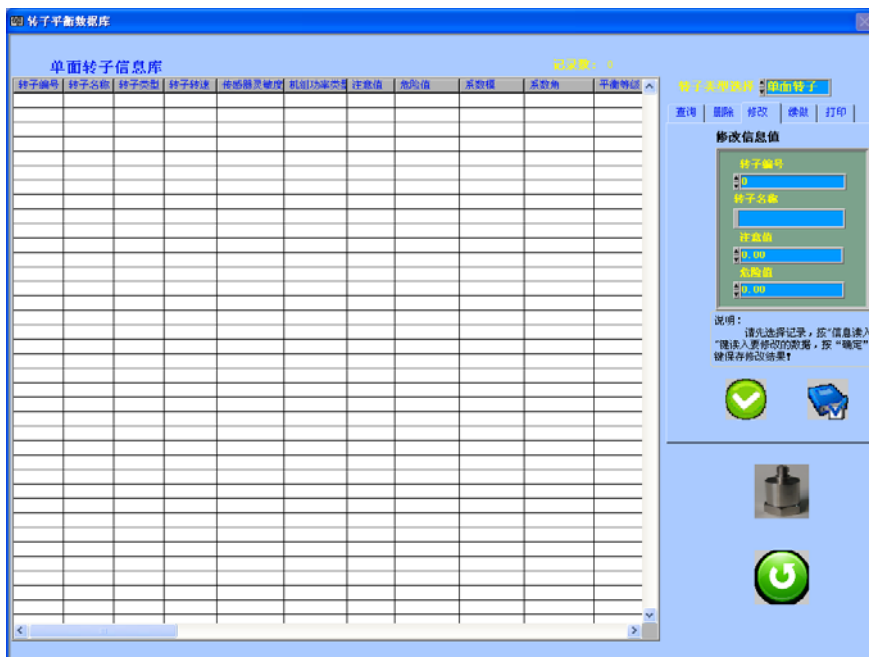 转子平衡数据库
单面转子信息库
记录数: 0
转子编号 转子名称 转子类型 转子转速 传感器灵敏度 机组功率类型 注意值 危险值 系数模 系数角 平衡等级
转子类型选择 单面转子
查询 删除 修改 续做 打印
修改信息值
转子编号
0
转子名称
注意值
0.00
危险值
0.00
说明:
请先选择记录，按"信息读入
"键读入要修改的数据，按"确定"
键保存修改结果!